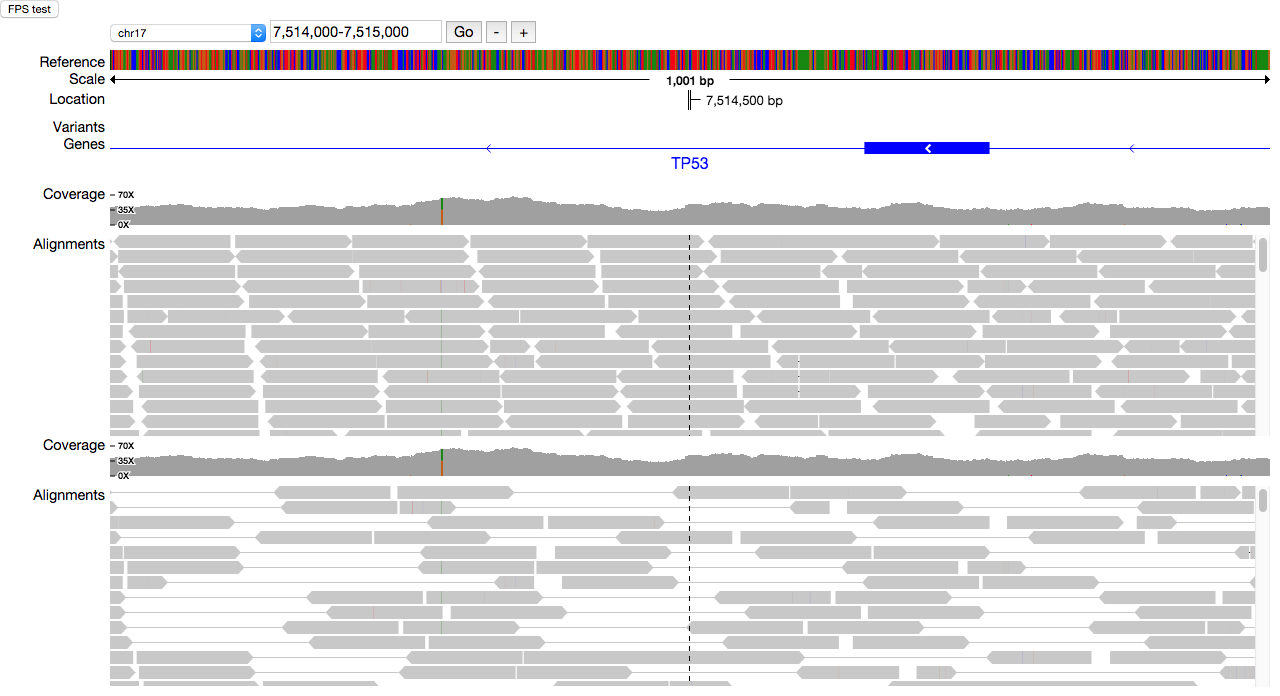 FPS test
chr17 7,514,000-7,515,000 Go - +
Reference
Scale 1,001 bp
Location 7,514,500 bp
Variants
Genes
TP53
Coverage 70X
35X
0X
Alignments
Coverage 70X
35X
0X
Alignments